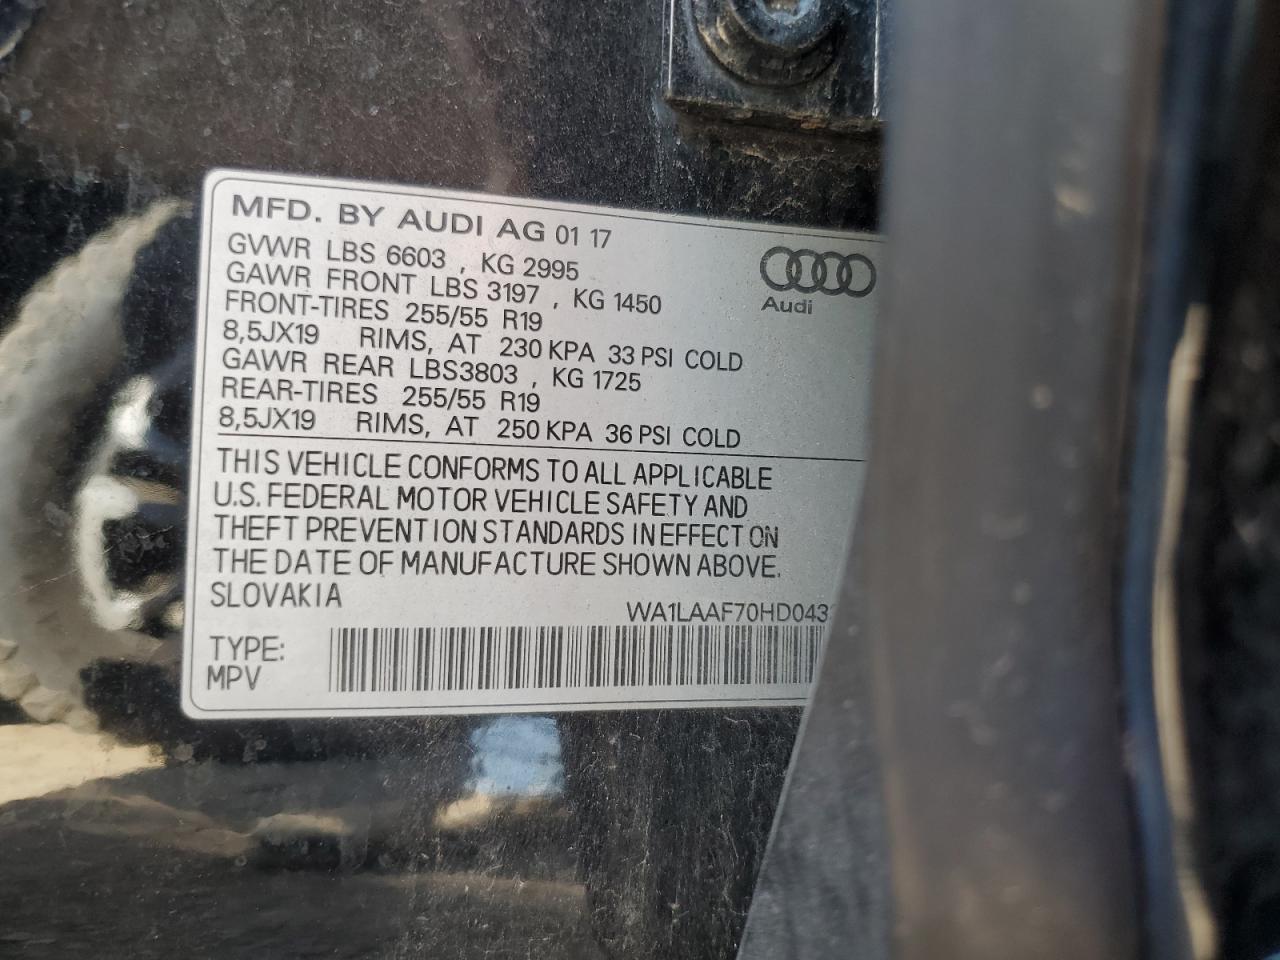 MFD. BY AUDI AG 01 17
GVWR LBS 6603 , KG 2995
GAWR FRONT LBS 3197 , KG 1450
FRONT-TIRES 255/55 R19
8,5JX19 RIMS, AT 230 KPA 33 PSI COLD
GAWR REAR LBS3803 , KG 1725
REAR-TIRES 255/55 R19
8,5JX19 RIMS, AT 250 KPA 36 PSI COLD
Audi
THIS VEHICLE CONFORMS TO ALL APPLICABLE
U.S. FEDERAL MOTOR VEHICLE SAFETY AND
THEFT PREVENTION STANDARDS IN EFFECT ON
THE DATE OF MANUFACTURE SHOWN ABOVE.
SLOVAKIA
TYPE:
MPV